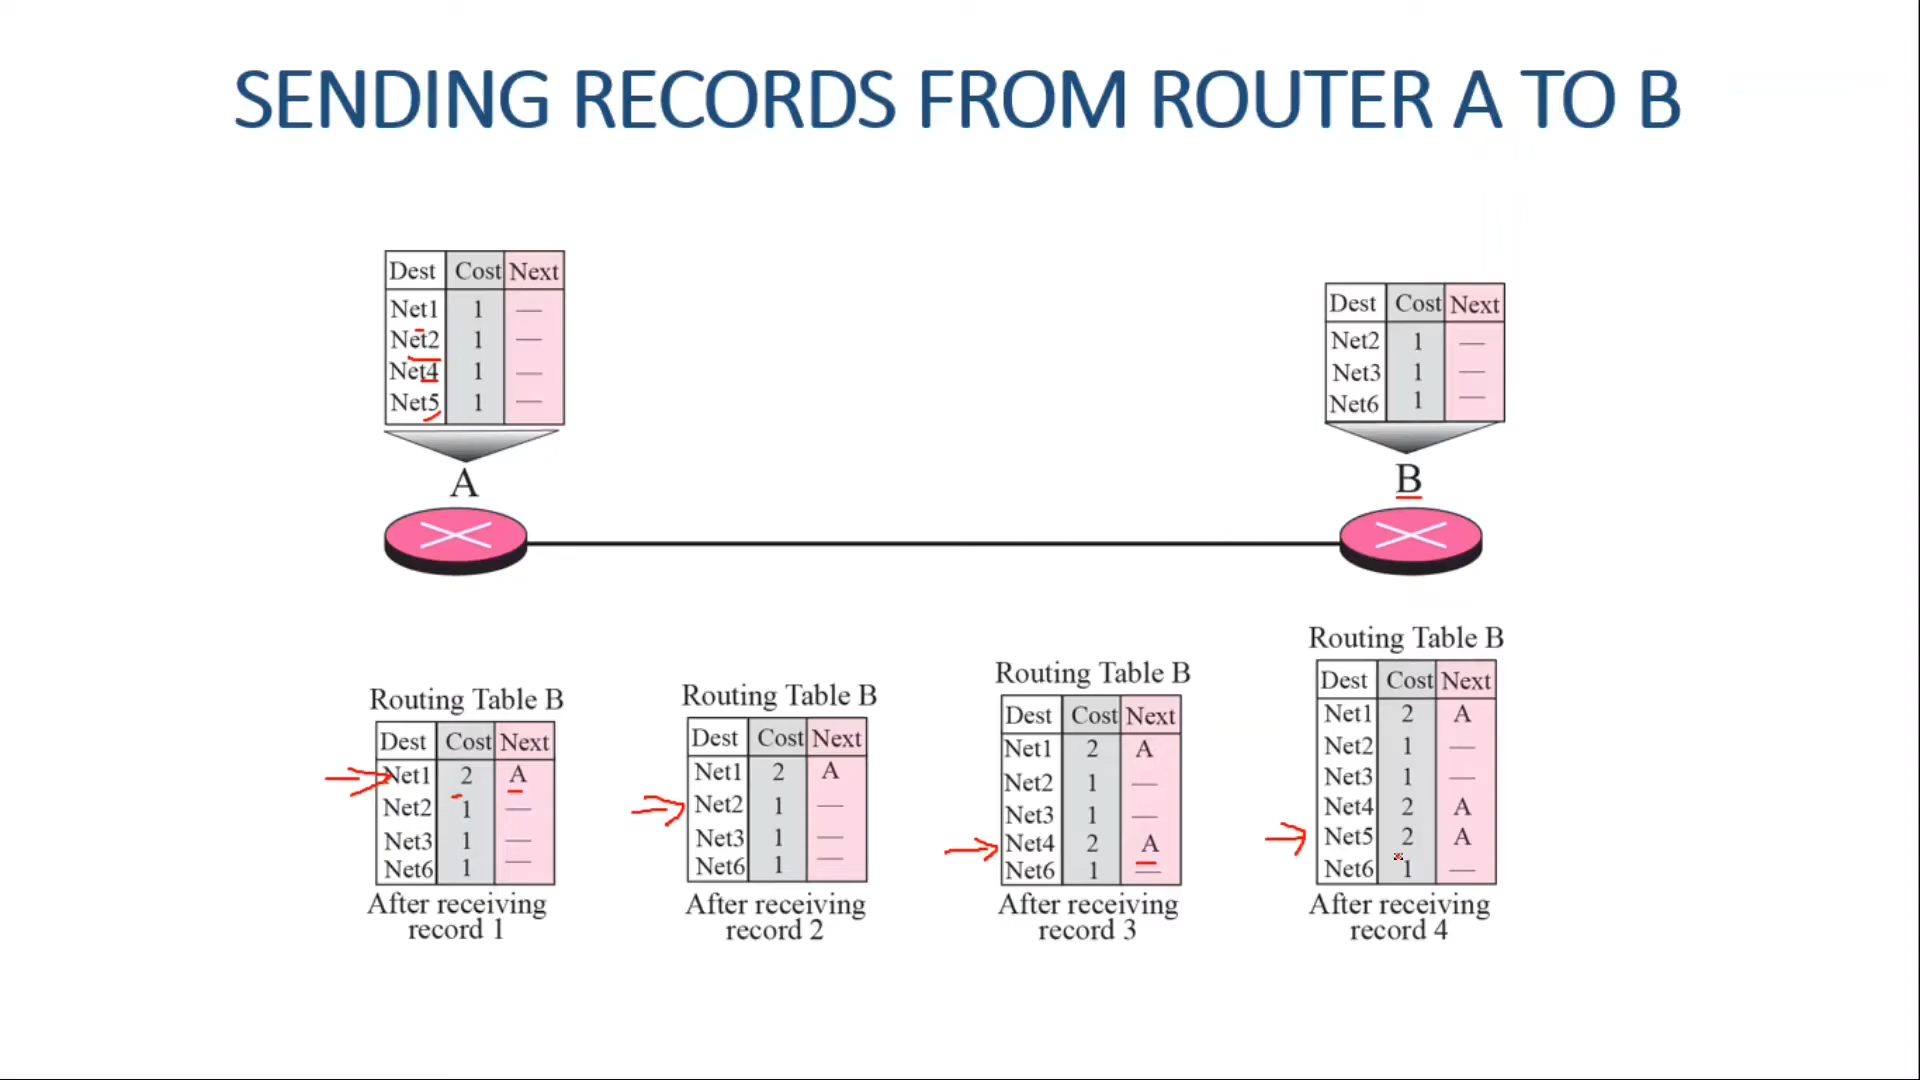 SENDING RECORDS FROM ROUTER A TO B
Dest Cost Next
Net1 1 —
Net2 1 —
Net4 1 —
Net5 1 —
A
Dest Cost Next
Net2 1 —
Net3 1 —
Net6 1 —
B
Routing Table B
Dest Cost Next
Net1 2 A
Net2 1 —
Net3 1 —
Net6 1 —
After receiving
record 1
Routing Table B
Dest Cost Next
Net1 2 A
Net2 1 —
Net3 1 —
Net6 1 —
After receiving
record 2
Routing Table B
Dest Cost Next
Net1 2 A
Net2 1 —
Net3 1 —
Net4 2 A
Net6 1 —
After receiving
record 3
Routing Table B
Dest Cost Next
Net1 2 A
Net2 1 —
Net3 1 —
Net4 2 A
Net5 2 A
Net6 1 —
After receiving
record 4